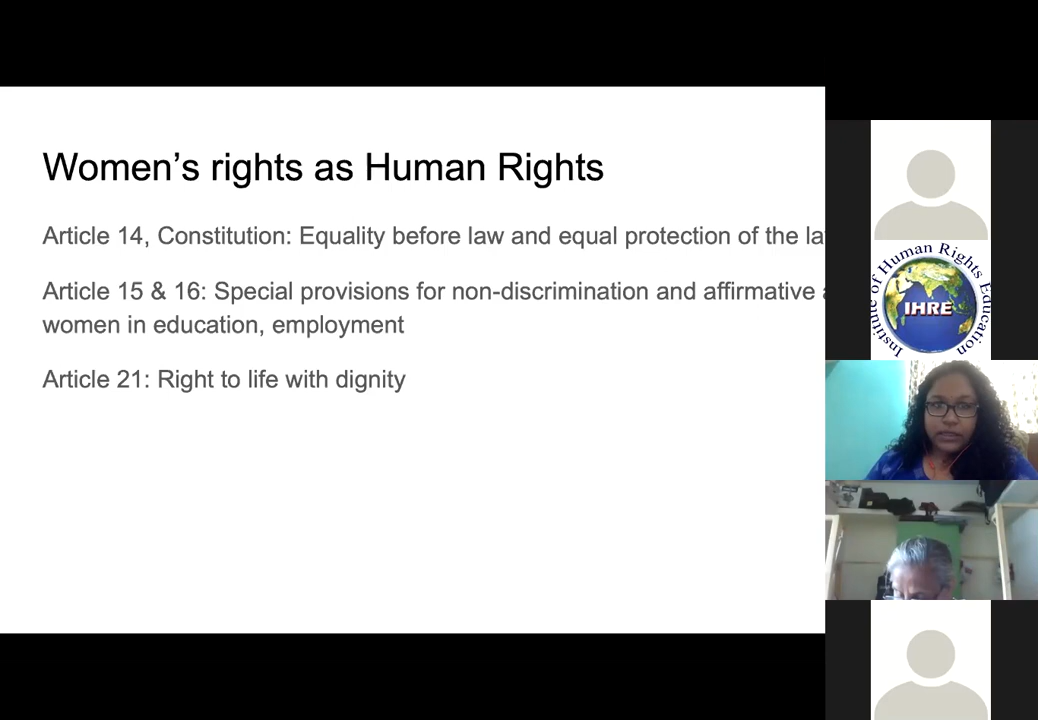 Women's rights as Human Rights
Article 14, Constitution: Equality before law and equal protection of the
Article 15 & 16: Special provisions for non-discrimination and affirmative
women in education, employment
Article 21: Right to life with dignity
Institute of Human Rights Education
IHRE